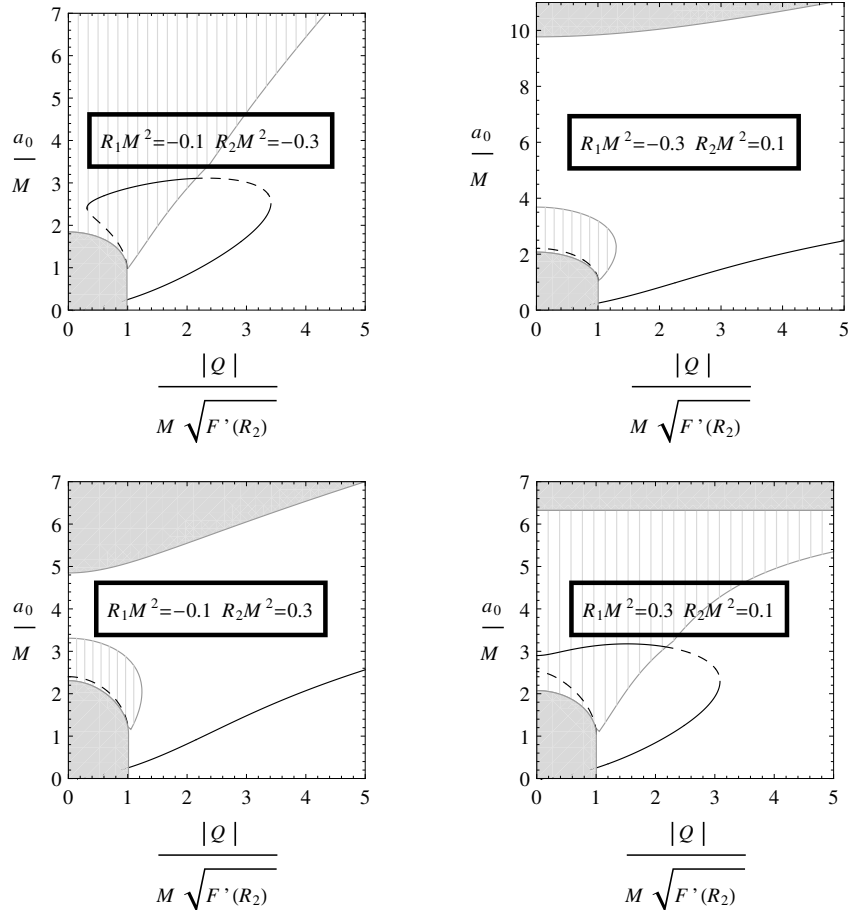 7
6
5
4
3
2
1
0
a₀
M
R₁M²=−0.1 R₂M²=−0.3
0 1 2 3 4 5
|Q|
M √F’(R₂)
10
8
6
4
2
0
a₀
M
R₁M²=−0.3 R₂M²=0.1
0 1 2 3 4 5
|Q|
M √F’(R₂)
7
6
5
4
3
2
1
0
a₀
M
R₁M²=−0.1 R₂M²=0.3
0 1 2 3 4 5
|Q|
M √F’(R₂)
7
6
5
4
3
2
1
0
a₀
M
R₁M²=0.3 R₂M²=0.1
0 1 2 3 4 5
|Q|
M √F’(R₂)